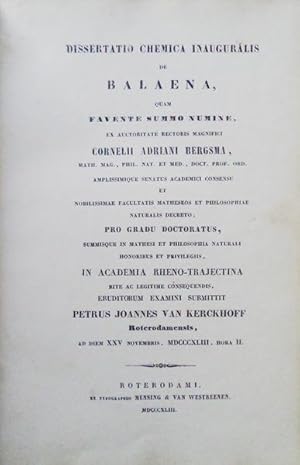 DISSERTATIO CHEMICA INAUGURALIS
DE
BALAENA,
QUAM
FAVENTE SUMMO NUMINE,
EX AUCTORITATE RECTORIS MAGNIFICI
CORNELII ADRIANI BERGSMA,
MATH. MAG., PHIL. NAT. ET MED., DOCT. PROF. ORD.
AMPLISSIMIQUE SENATUS ACADEMICI CONSENSU
ET
NOBILISSIMAE FACULTATIS MATHESEOS ET PHILOSOPHIAE
NATURALIS DECRETO;
PRO GRADU DOCTORATUS,
SUMMISQUE IN MATHESI ET PHILOSOPHIA NATURALI
HONORIBUS ET PRIVILEGIIS,
IN ACADEMIA RHENO-TRAJECTINA
RITE AC LEGITIME CONSEQUENDIS,
ERUDITORUM EXAMINI SUBMITTIT
PETRUS JOANNES VAN KERCKHOFF
Roterodamensis,
AD DIEM XXV NOVEMBRIS, MDCCCXLIII, HORA II.
ROTERODAMI,
EX TYPOGRAPHEO MENSING & VAN WESTREENEN.
MDCCCXLIII.